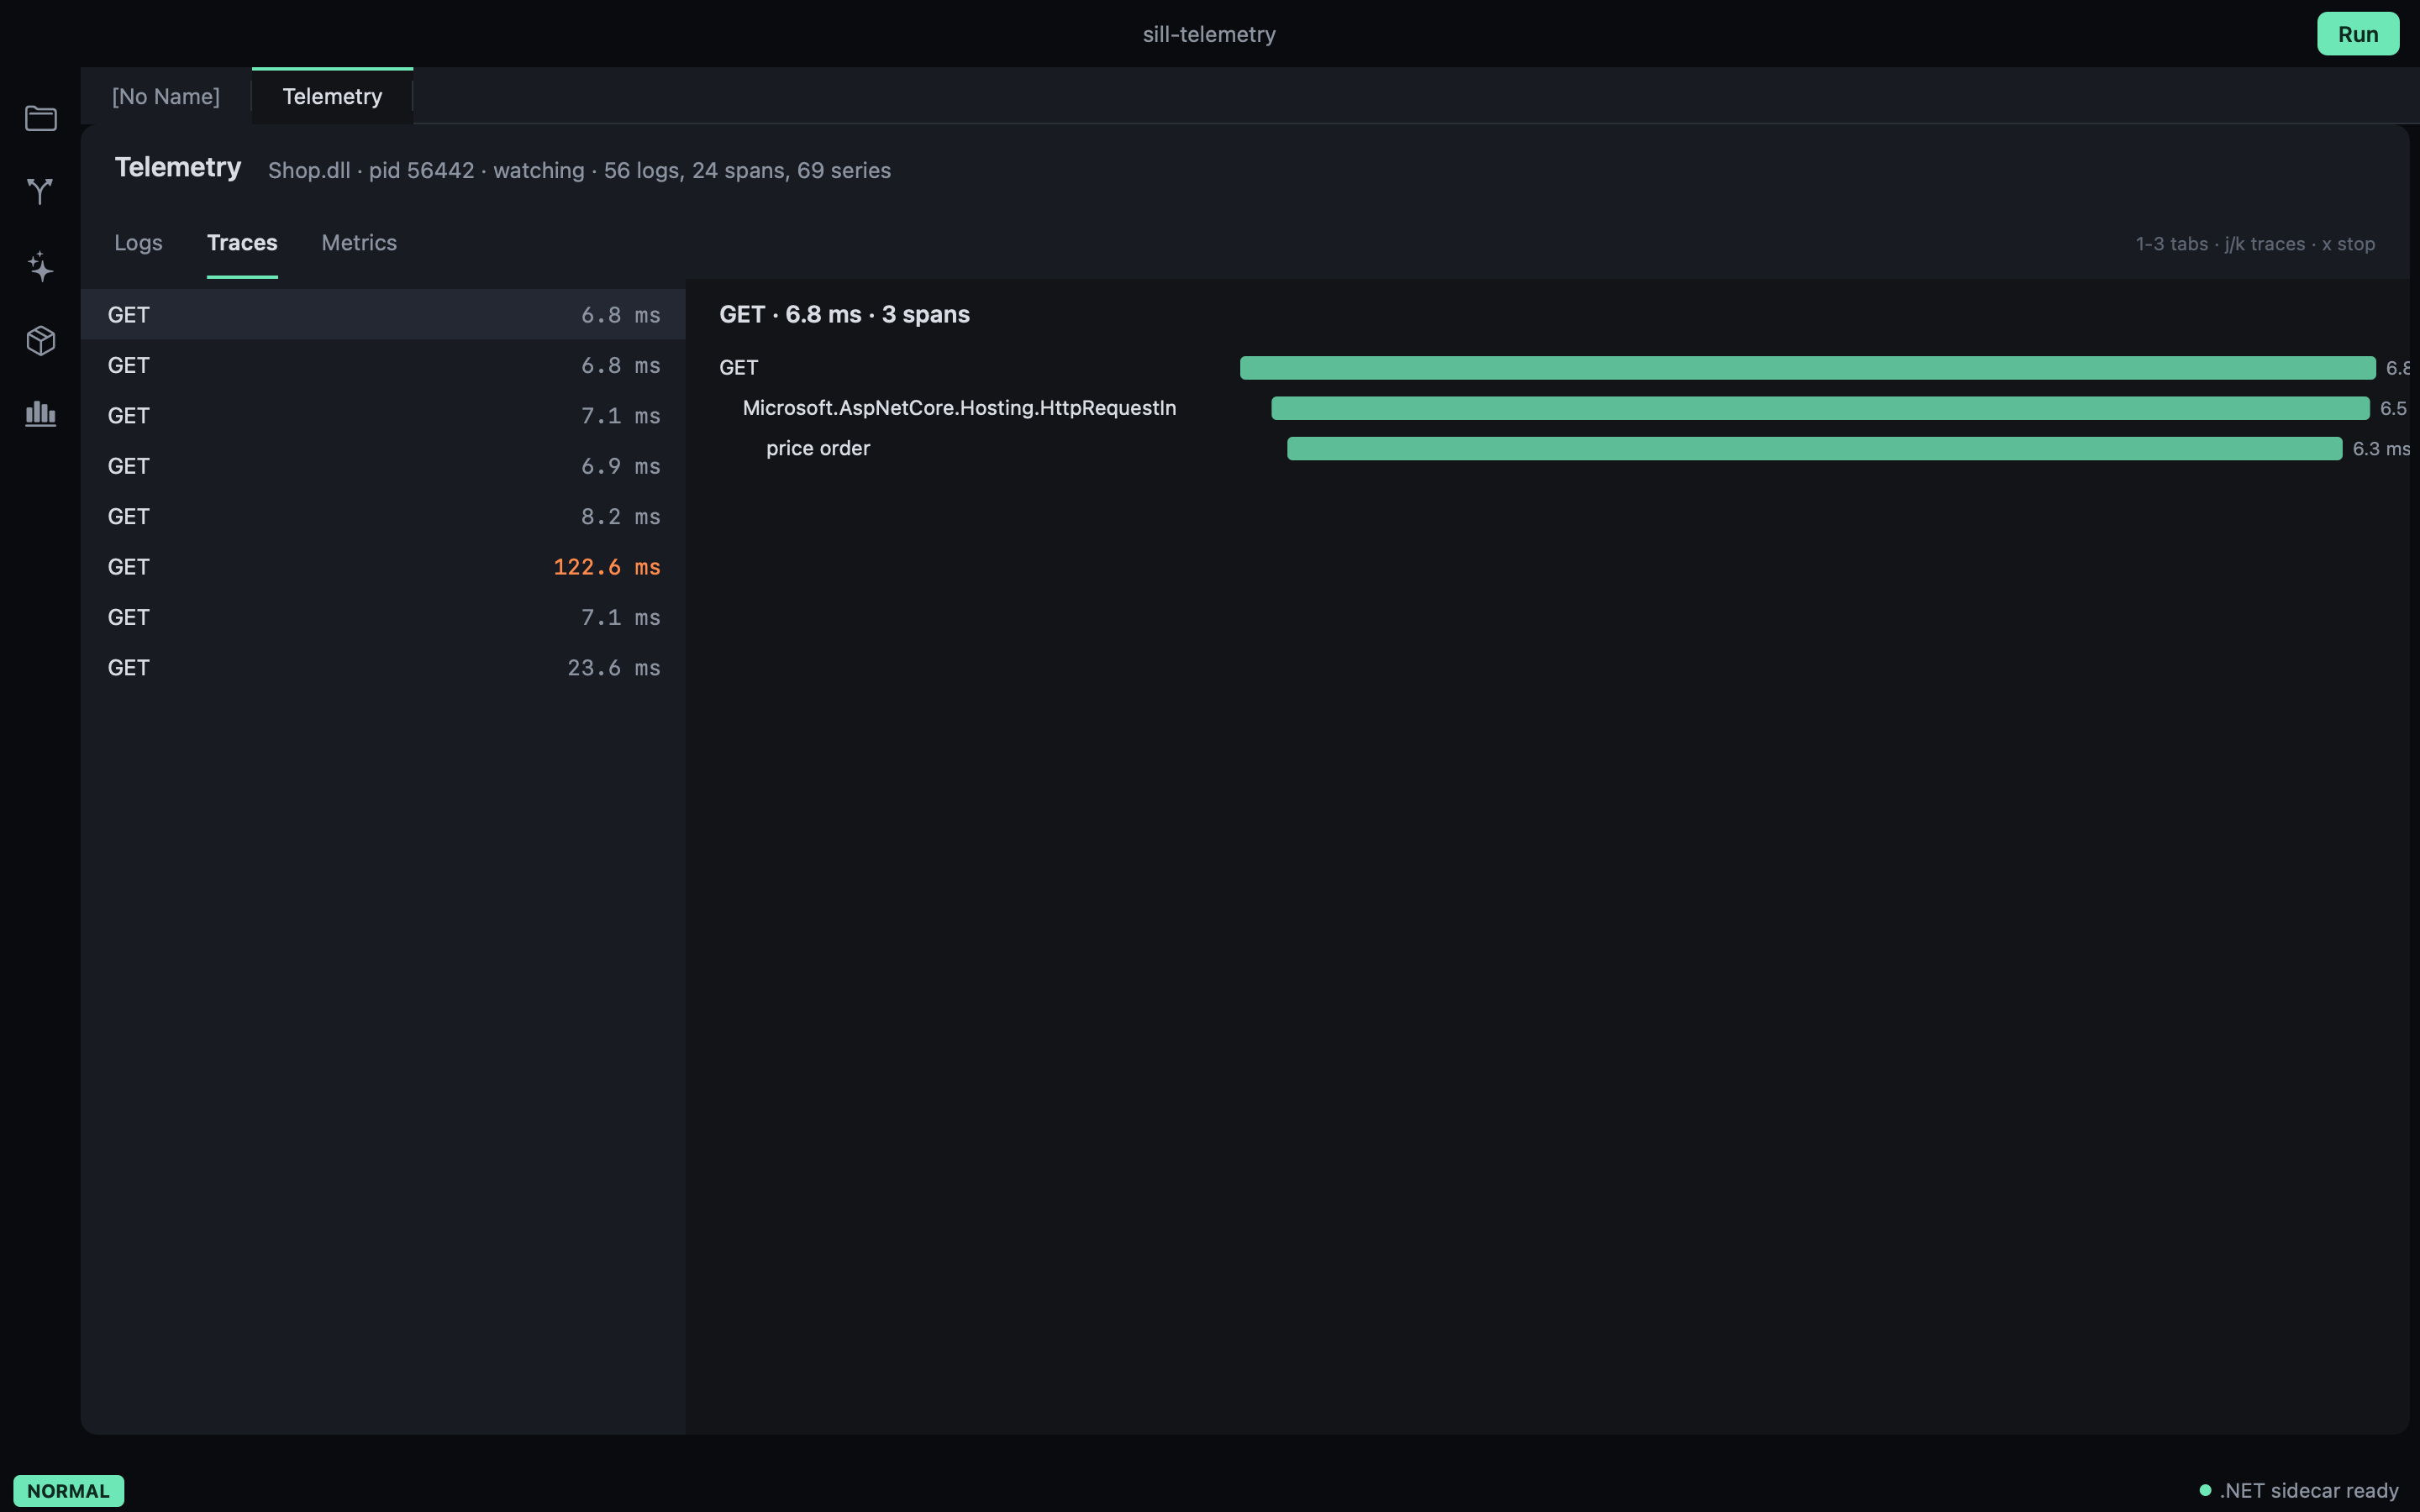 sill-telemetry
Run
[No Name]
Telemetry
Telemetry
Shop.dll · pid 56442 · watching · 56 logs, 24 spans, 69 series
Logs
Traces
Metrics
1-3 tabs · j/k traces · x stop
GET 6.8 ms
GET 6.8 ms
GET 7.1 ms
GET 6.9 ms
GET 8.2 ms
GET 122.6 ms
GET 7.1 ms
GET 23.6 ms
GET · 6.8 ms · 3 spans
GET 6.8
Microsoft.AspNetCore.Hosting.HttpRequestIn 6.5
price order 6.3 ms
NORMAL
.NET sidecar ready